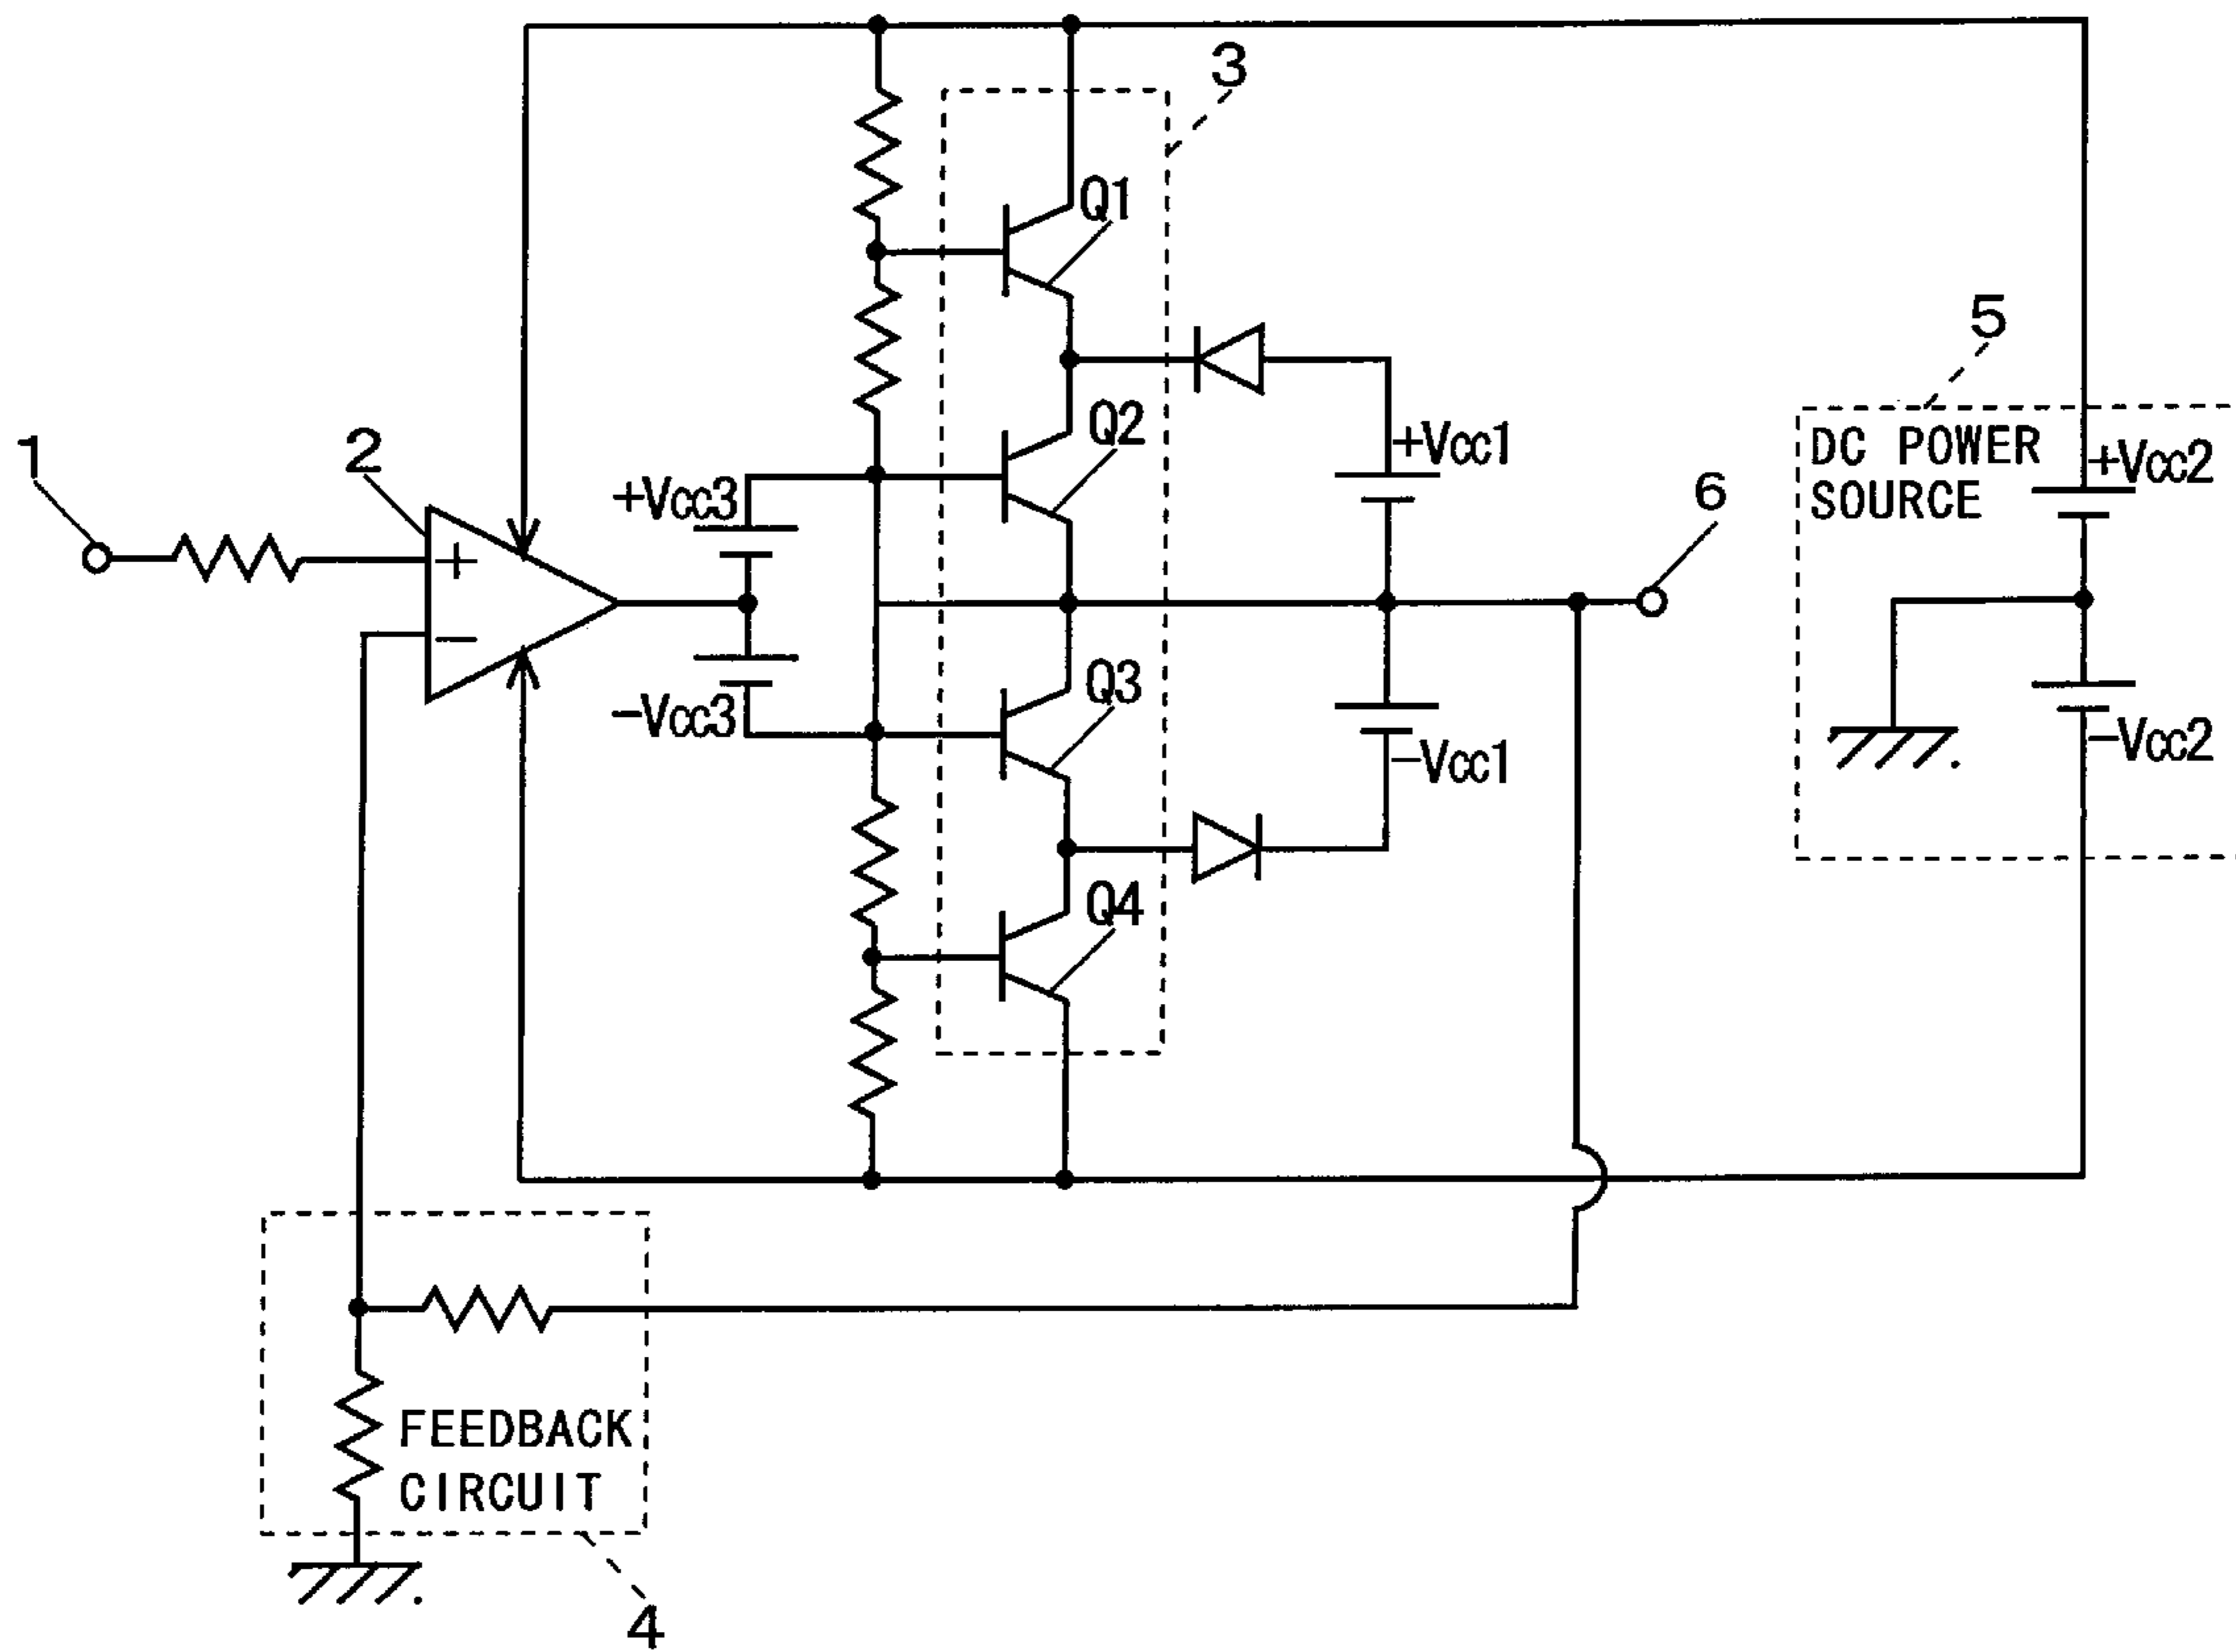 3
Q1
5
Q2
1
2
+Vcc1
DC POWER
SOURCE
+Vcc2
+Vcc3
6
+
−
Q3
−Vcc3
−Vcc1
−Vcc2
Q4
FEEDBACK
CIRCUIT
4